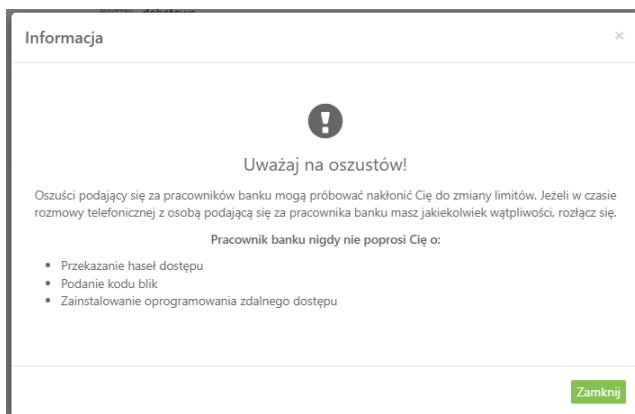 Rodzaj debetowa
Informacja
×
Uważaj na oszustów!
Oszuści podający się za pracowników banku mogą próbować nakłonić Cię do zmiany limitów. Jeżeli w czasie
rozmowy telefonicznej z osobą podającą się za pracownika banku masz jakiekolwiek wątpliwości, rozłącz się.
Pracownik banku nigdy nie poprosi Cię o:
• Przekazanie haseł dostępu
• Podanie kodu blik
• Zainstalowanie oprogramowania zdalnego dostępu
Zamknij